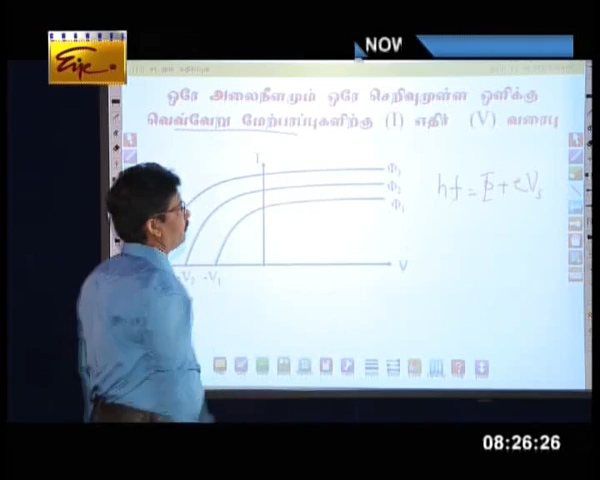 NOW
ஒரே அலைநீளமும் ஒரே செறிவுமுள்ள ஒளிக்கு
வெவ்வேறு மேற்பரப்புகளிற்கு (I) எதிர் (V) வரைபு
I
Φ₃
Φ₂
Φ₁
hf = Φ + eVₛ
-V₂ -V₁ V
08:26:26